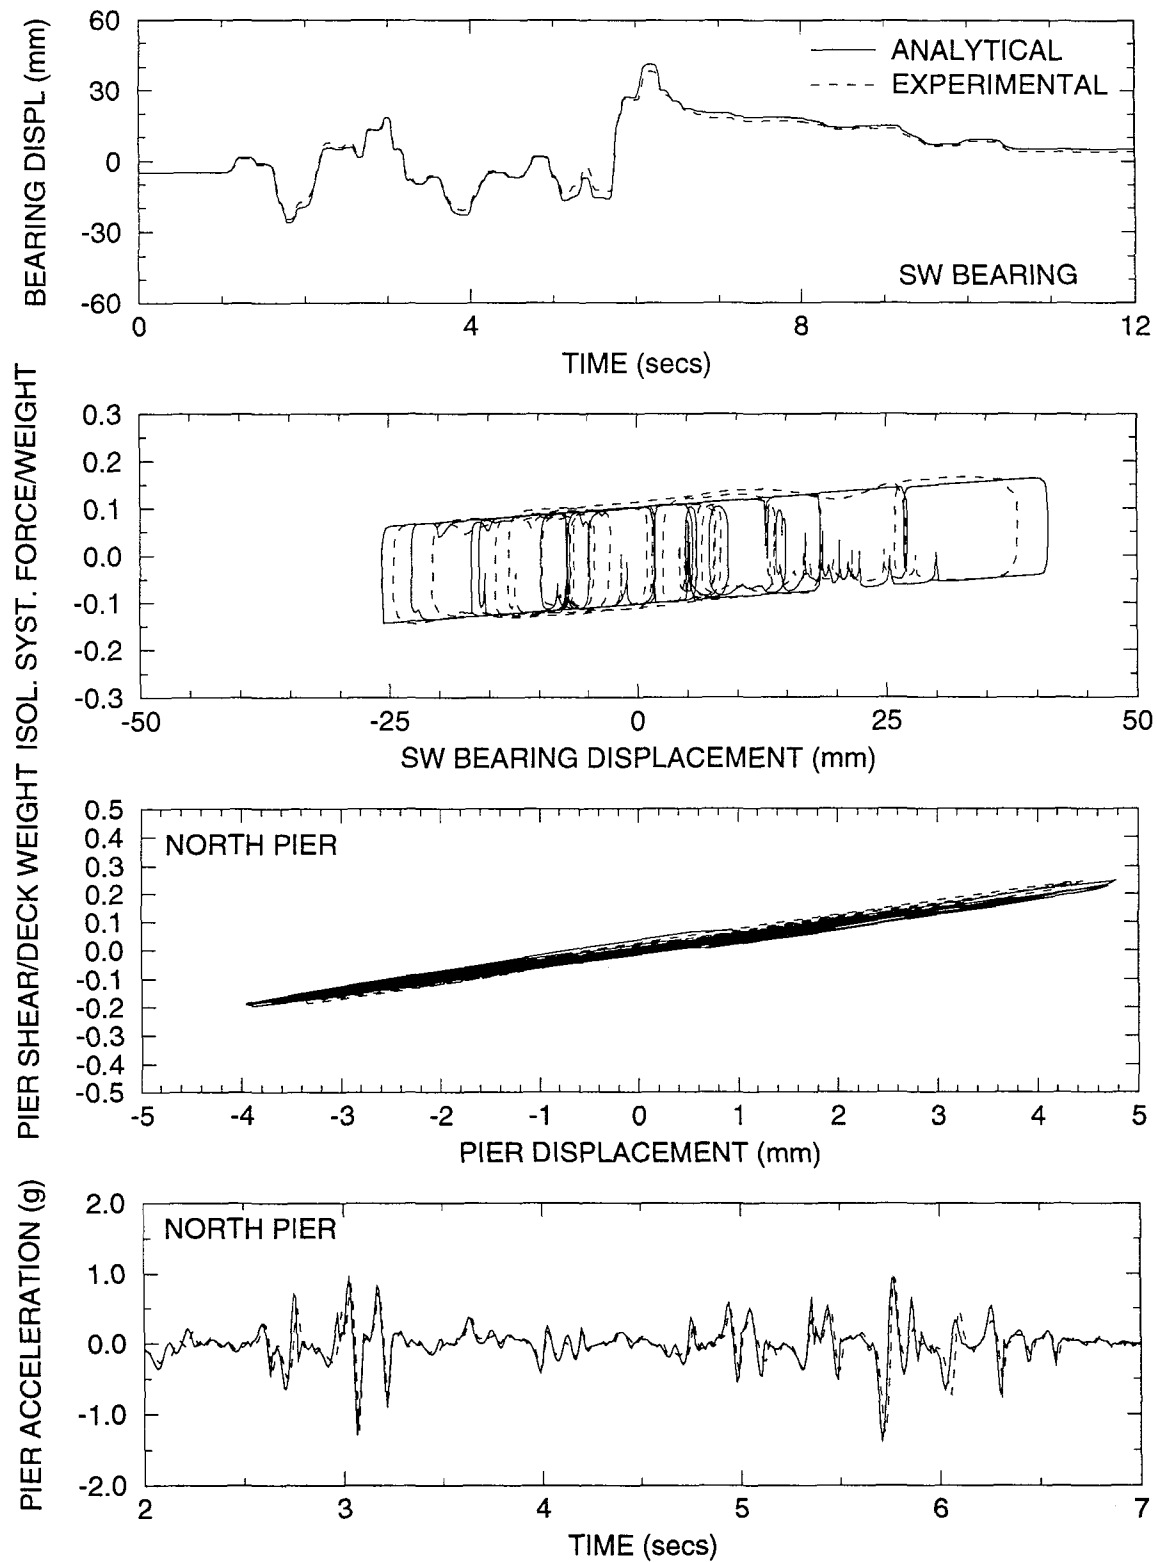 BEARING DISPL (mm)
60
30
0
-30
-60
ANALYTICAL
EXPERIMENTAL
SW BEARING
0 4 8 12
TIME (secs)
ISOL. SYST. FORCE/WEIGHT
0.3
0.2
0.1
0.0
-0.1
-0.2
-0.3
-50 -25 0 25 50
SW BEARING DISPLACEMENT (mm)
PIER SHEAR/DECK WEIGHT
0.5
0.4
0.3
0.2
0.1
0.0
-0.1
-0.2
-0.3
-0.4
-0.5
NORTH PIER
-5 -4 -3 -2 -1 0 1 2 3 4 5
PIER DISPLACEMENT (mm)
PIER ACCELERATION (g)
2.0
1.0
0.0
-1.0
-2.0
NORTH PIER
2 3 4 5 6 7
TIME (secs)